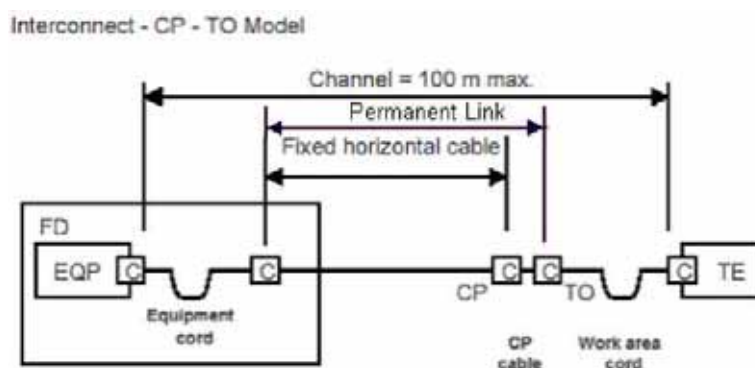 Interconnect - CP - TO Model
Channel = 100 m max.
Permanent Link
Fixed horizontal cable
FD
EQP C C C C C TE
CP TO
Equipment
cord
CP
cable
Work area
cord